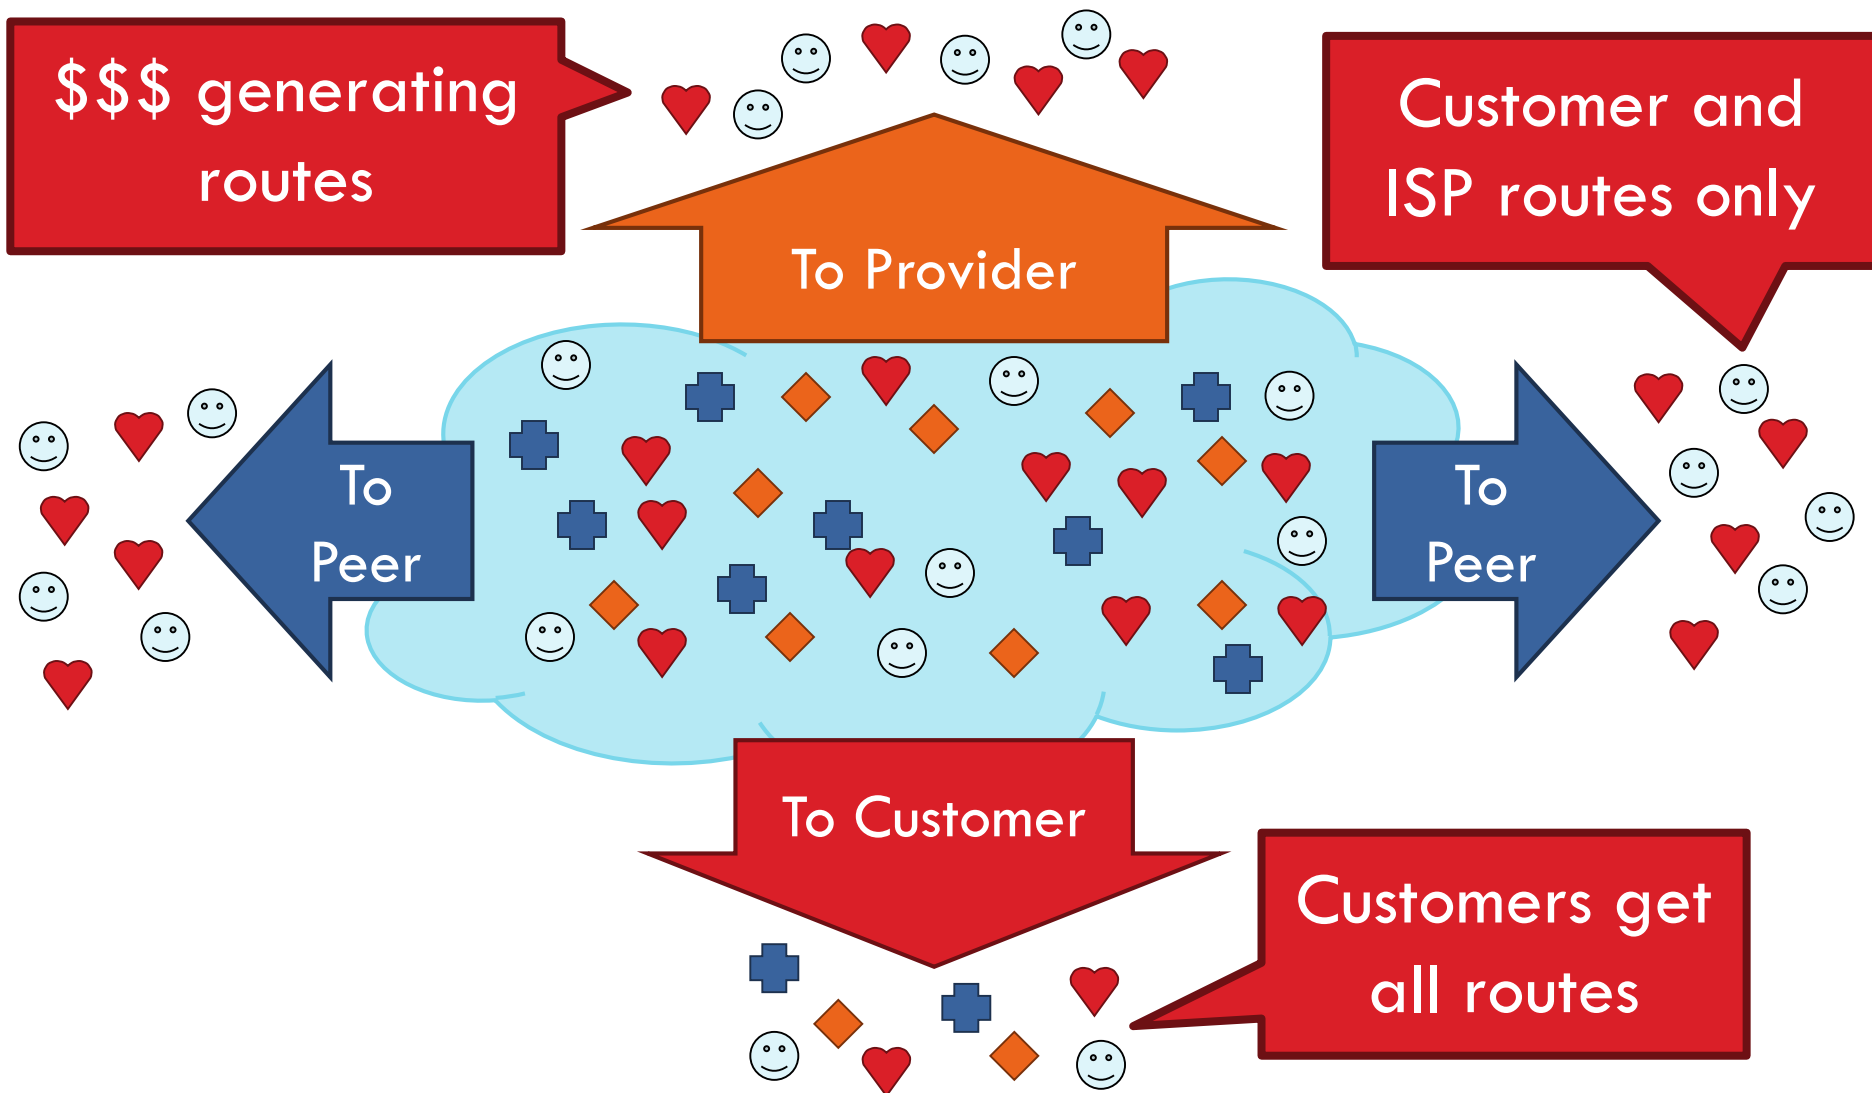 $$$ generating
routes
Customer and
ISP routes only
To Provider
To
Peer
To
Peer
To Customer
Customers get
all routes